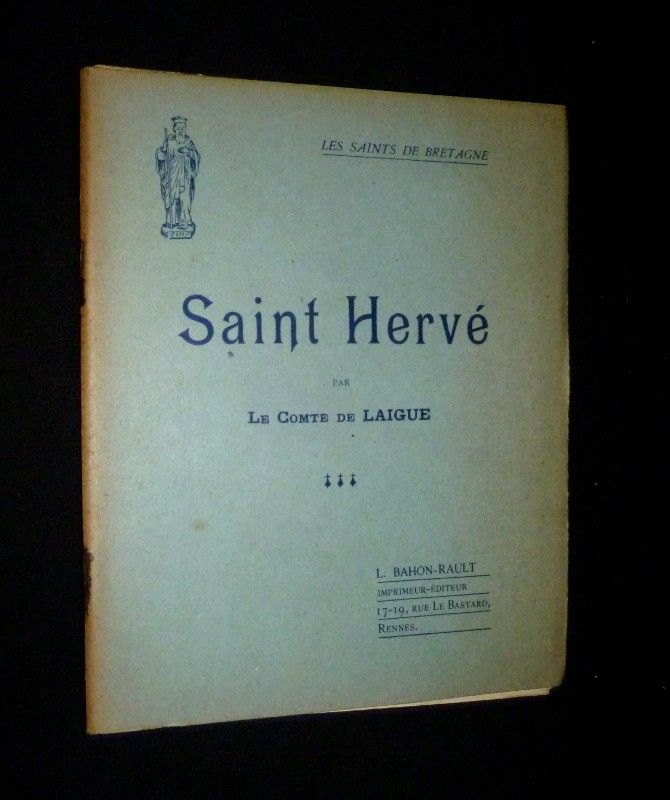 LES SAINTS DE BRETAGNE
Saint Hervé
PAR
LE COMTE DE LAIGUE
L. BAHON-RAULT
IMPRIMEUR-ÉDITEUR
17-19, RUE LE BASTARD,
RENNES.